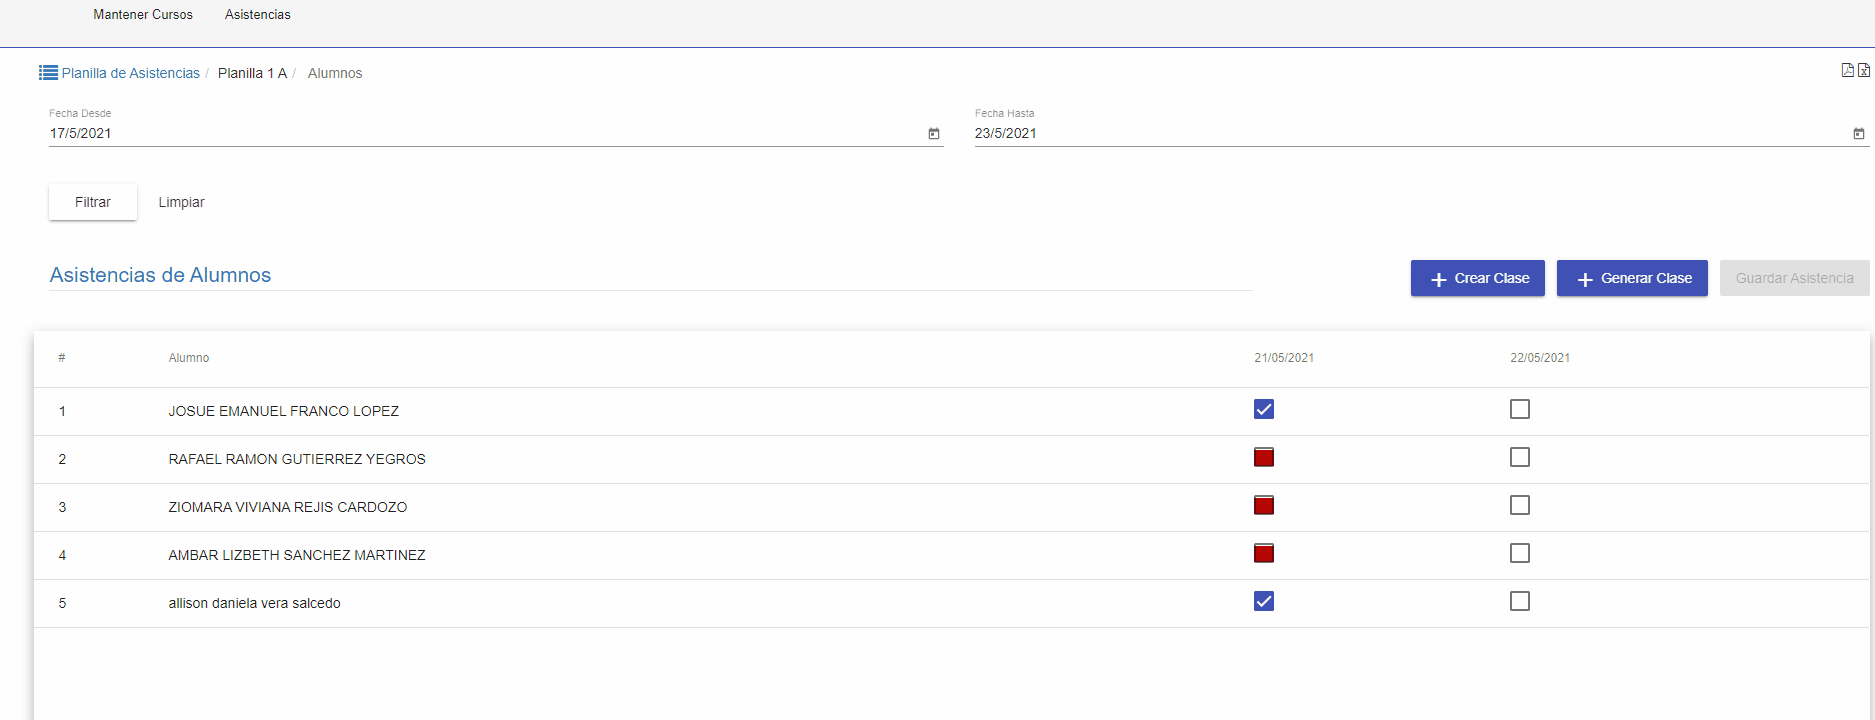 Mantener Cursos Asistencias
Planilla de Asistencias / Planilla 1 A / Alumnos
Fecha Desde Fecha Hasta
17/5/2021 23/5/2021
Filtrar Limpiar
Asistencias de Alumnos + Crear Clase + Generar Clase Guardar Asistencia
# Alumno 21/05/2021 22/05/2021
1 JOSUE EMANUEL FRANCO LOPEZ
2 RAFAEL RAMON GUTIERREZ YEGROS
3 ZIOMARA VIVIANA REJIS CARDOZO
4 AMBAR LIZBETH SANCHEZ MARTINEZ
5 allison daniela vera salcedo